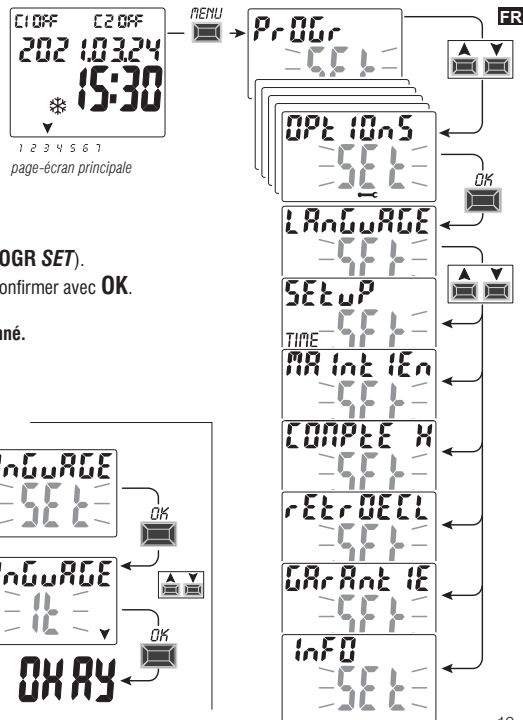 FR
C1 OFF C2 OFF
2021.03.24
15:30
1 2 3 4 5 6 7
page-écran principale
MENU
PrOGr
SEt
OPtIOnS
SEt
OK
LAnGuAGE
SEt
SEtuP
TIME
SEt
MAIntIEn
SEt
COMPtE H
SEt
rEtrOECL
SEt
GArAntIE
SEt
InFO
SEt
OGR SET).
onfirmer avec OK.
né.
nGuAGE
SEt
OK
nGuAGE
It
OK
OKAY